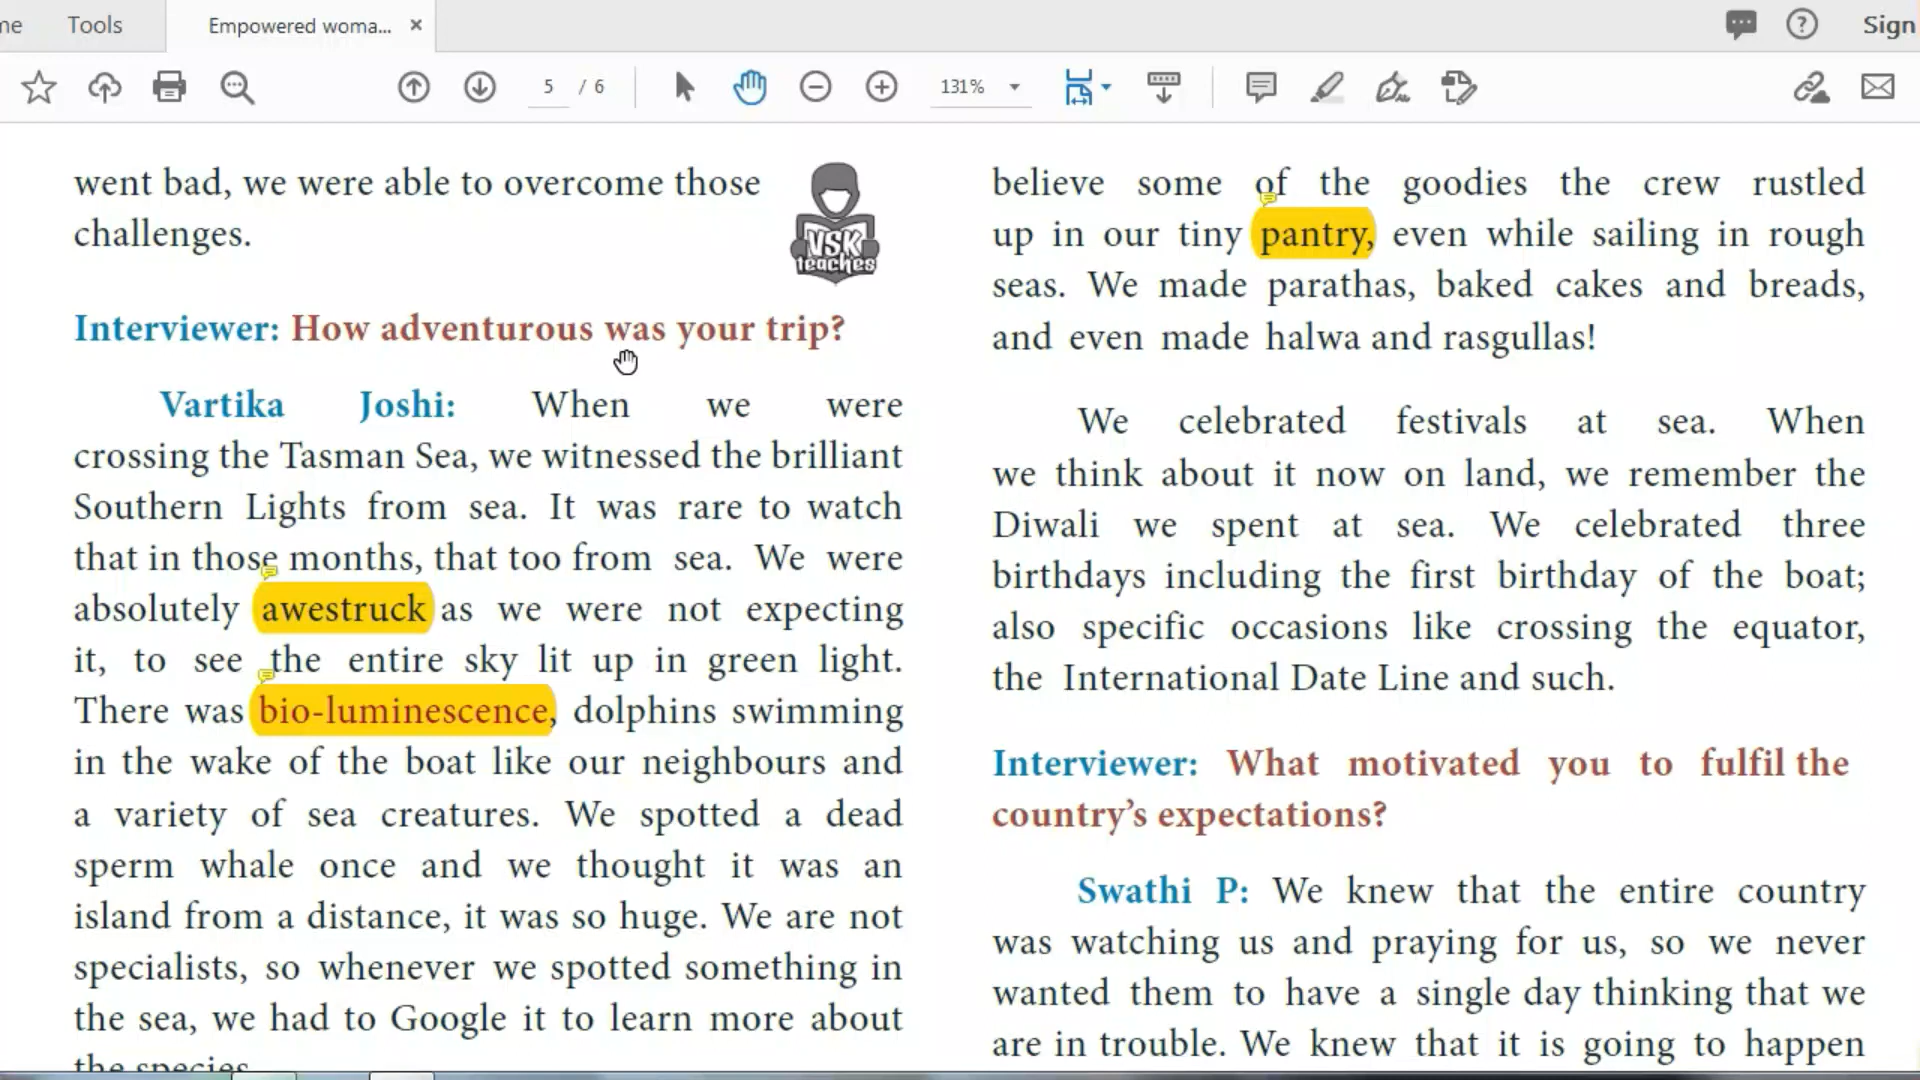 me
Tools
Empowered woma...
Sign
5 / 6
131%
went bad, we were able to overcome those
challenges.
VSK
teaches
Interviewer: How adventurous was your trip?
Vartika Joshi: When we were
crossing the Tasman Sea, we witnessed the brilliant
Southern Lights from sea. It was rare to watch
that in those months, that too from sea. We were
absolutely awestruck as we were not expecting
it, to see the entire sky lit up in green light.
There was bio-luminescence, dolphins swimming
in the wake of the boat like our neighbours and
a variety of sea creatures. We spotted a dead
sperm whale once and we thought it was an
island from a distance, it was so huge. We are not
specialists, so whenever we spotted something in
the sea, we had to Google it to learn more about
the species
believe some of the goodies the crew rustled
up in our tiny pantry, even while sailing in rough
seas. We made parathas, baked cakes and breads,
and even made halwa and rasgullas!
We celebrated festivals at sea. When
we think about it now on land, we remember the
Diwali we spent at sea. We celebrated three
birthdays including the first birthday of the boat;
also specific occasions like crossing the equator,
the International Date Line and such.
Interviewer: What motivated you to fulfil the
country's expectations?
Swathi P: We knew that the entire country
was watching us and praying for us, so we never
wanted them to have a single day thinking that we
are in trouble. We knew that it is going to happen